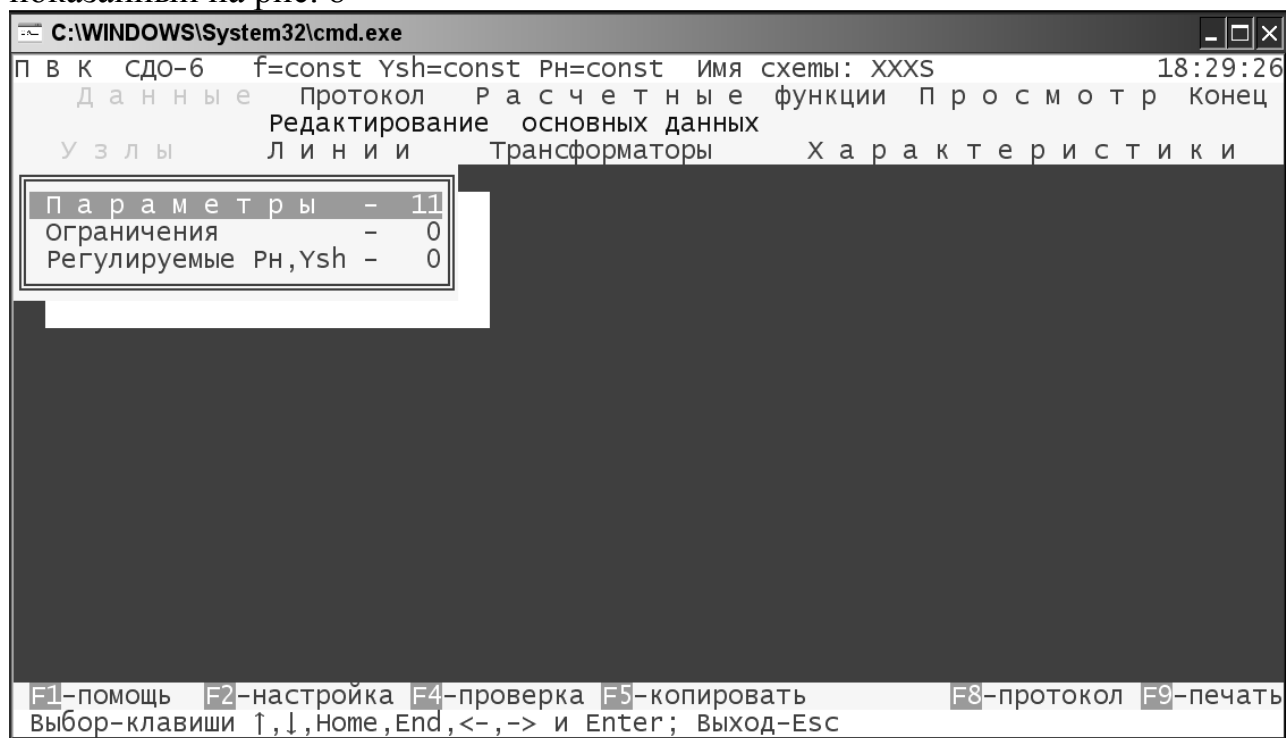 показанный на рис. 6
C:\WINDOWS\System32\cmd.exe
П В К СДО-6 f=const Ysh=const Рн=const Имя схемы: XXXS 18:29:26
Д а н н ы е Протокол Р а с ч е т н ы е функции П р о с м о т р Конец
Редактирование основных данных
У з л ы Л и н и и Трансформаторы Х а р а к т е р и с т и к и
П а р а м е т р ы - 11
Ограничения - 0
Регулируемые Рн,Ysh - 0
F1-помощь F2-настройка F4-проверка F5-копировать F8-протокол F9-печать
Выбор-клавиши ↑,↓,Home,End,<-,-> и Enter; Выход-Esc